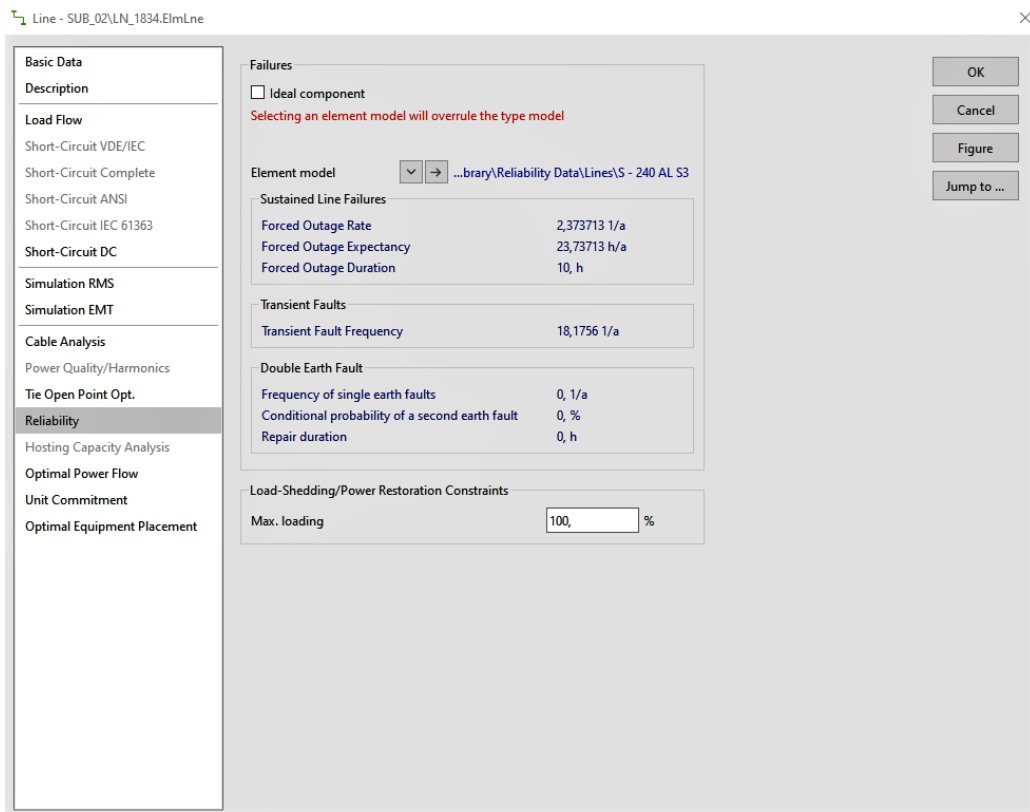 Line - SUB_02\LN_1834.ElmLne
Basic Data
Description
Load Flow
Short-Circuit VDE/IEC
Short-Circuit Complete
Short-Circuit ANSI
Short-Circuit IEC 61363
Short-Circuit DC
Simulation RMS
Simulation EMT
Cable Analysis
Power Quality/Harmonics
Tie Open Point Opt.
Reliability
Hosting Capacity Analysis
Optimal Power Flow
Unit Commitment
Optimal Equipment Placement
Failures
Ideal component
Selecting an element model will overrule the type model
Element model ...brary\Reliability Data\Lines\S - 240 AL S3
Sustained Line Failures
Forced Outage Rate 2,373713 1/a
Forced Outage Expectancy 23,73713 h/a
Forced Outage Duration 10, h
Transient Faults
Transient Fault Frequency 18,1756 1/a
Double Earth Fault
Frequency of single earth faults 0, 1/a
Conditional probability of a second earth fault 0, %
Repair duration 0, h
Load-Shedding/Power Restoration Constraints
Max. loading 100, %
OK
Cancel
Figure
Jump to ...